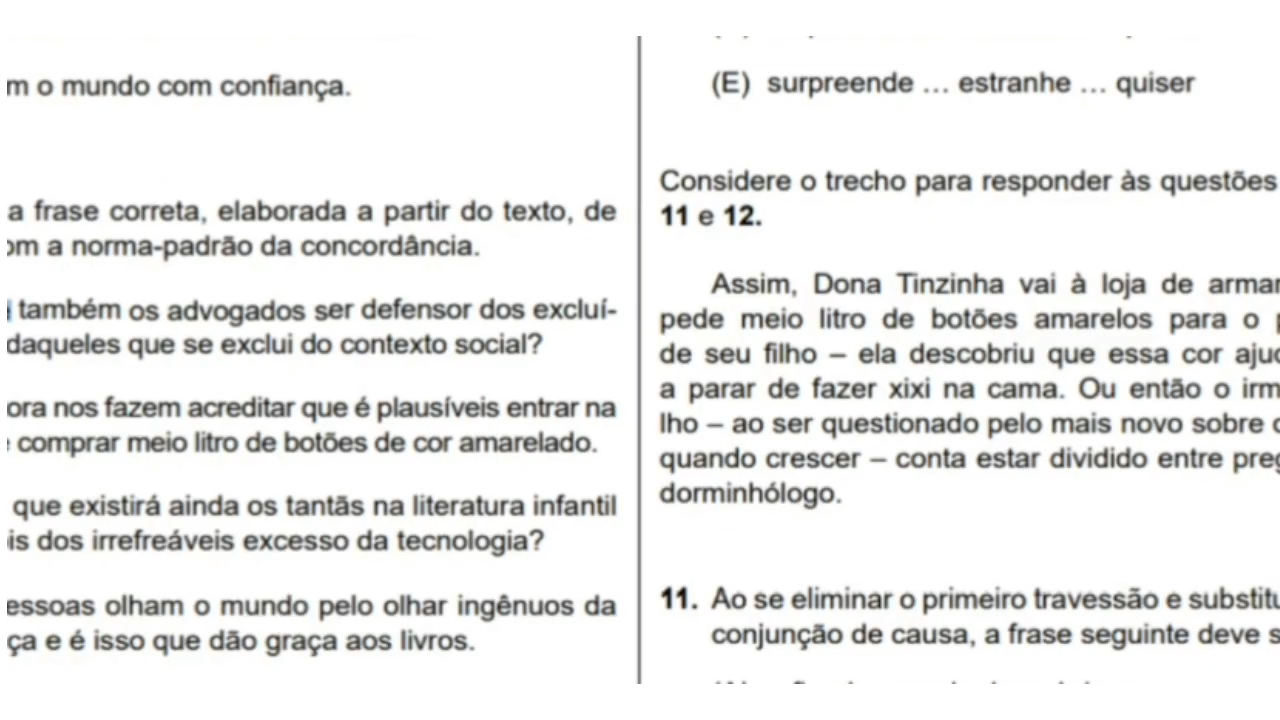 m o mundo com confiança.
a frase correta, elaborada a partir do texto, de
a norma-padrão da concordância.
também os advogados ser defensor dos excluí-
daqueles que se exclui do contexto social?
ora nos fazem acreditar que é plausíveis entrar na
comprar meio litro de botões de cor amarelado.
que existirá ainda os tantãs na literatura infantil
is dos irrefreáveis excesso da tecnologia?
essoas olham o mundo pelo olhar ingênuos da
ça e é isso que dão graça aos livros.
(E) surpreende ... estranhe ... quiser
Considere o trecho para responder às questões
11 e 12.
Assim, Dona Tinzinha vai à loja de armar
pede meio litro de botões amarelos para o
de seu filho – ela descobriu que essa cor ajud
a parar de fazer xixi na cama. Ou então o irm
lho – ao ser questionado pelo mais novo sobre
quando crescer – conta estar dividido entre preg
dorminhólogo.
11. Ao se eliminar o primeiro travessão e substitu
conjunção de causa, a frase seguinte deve s